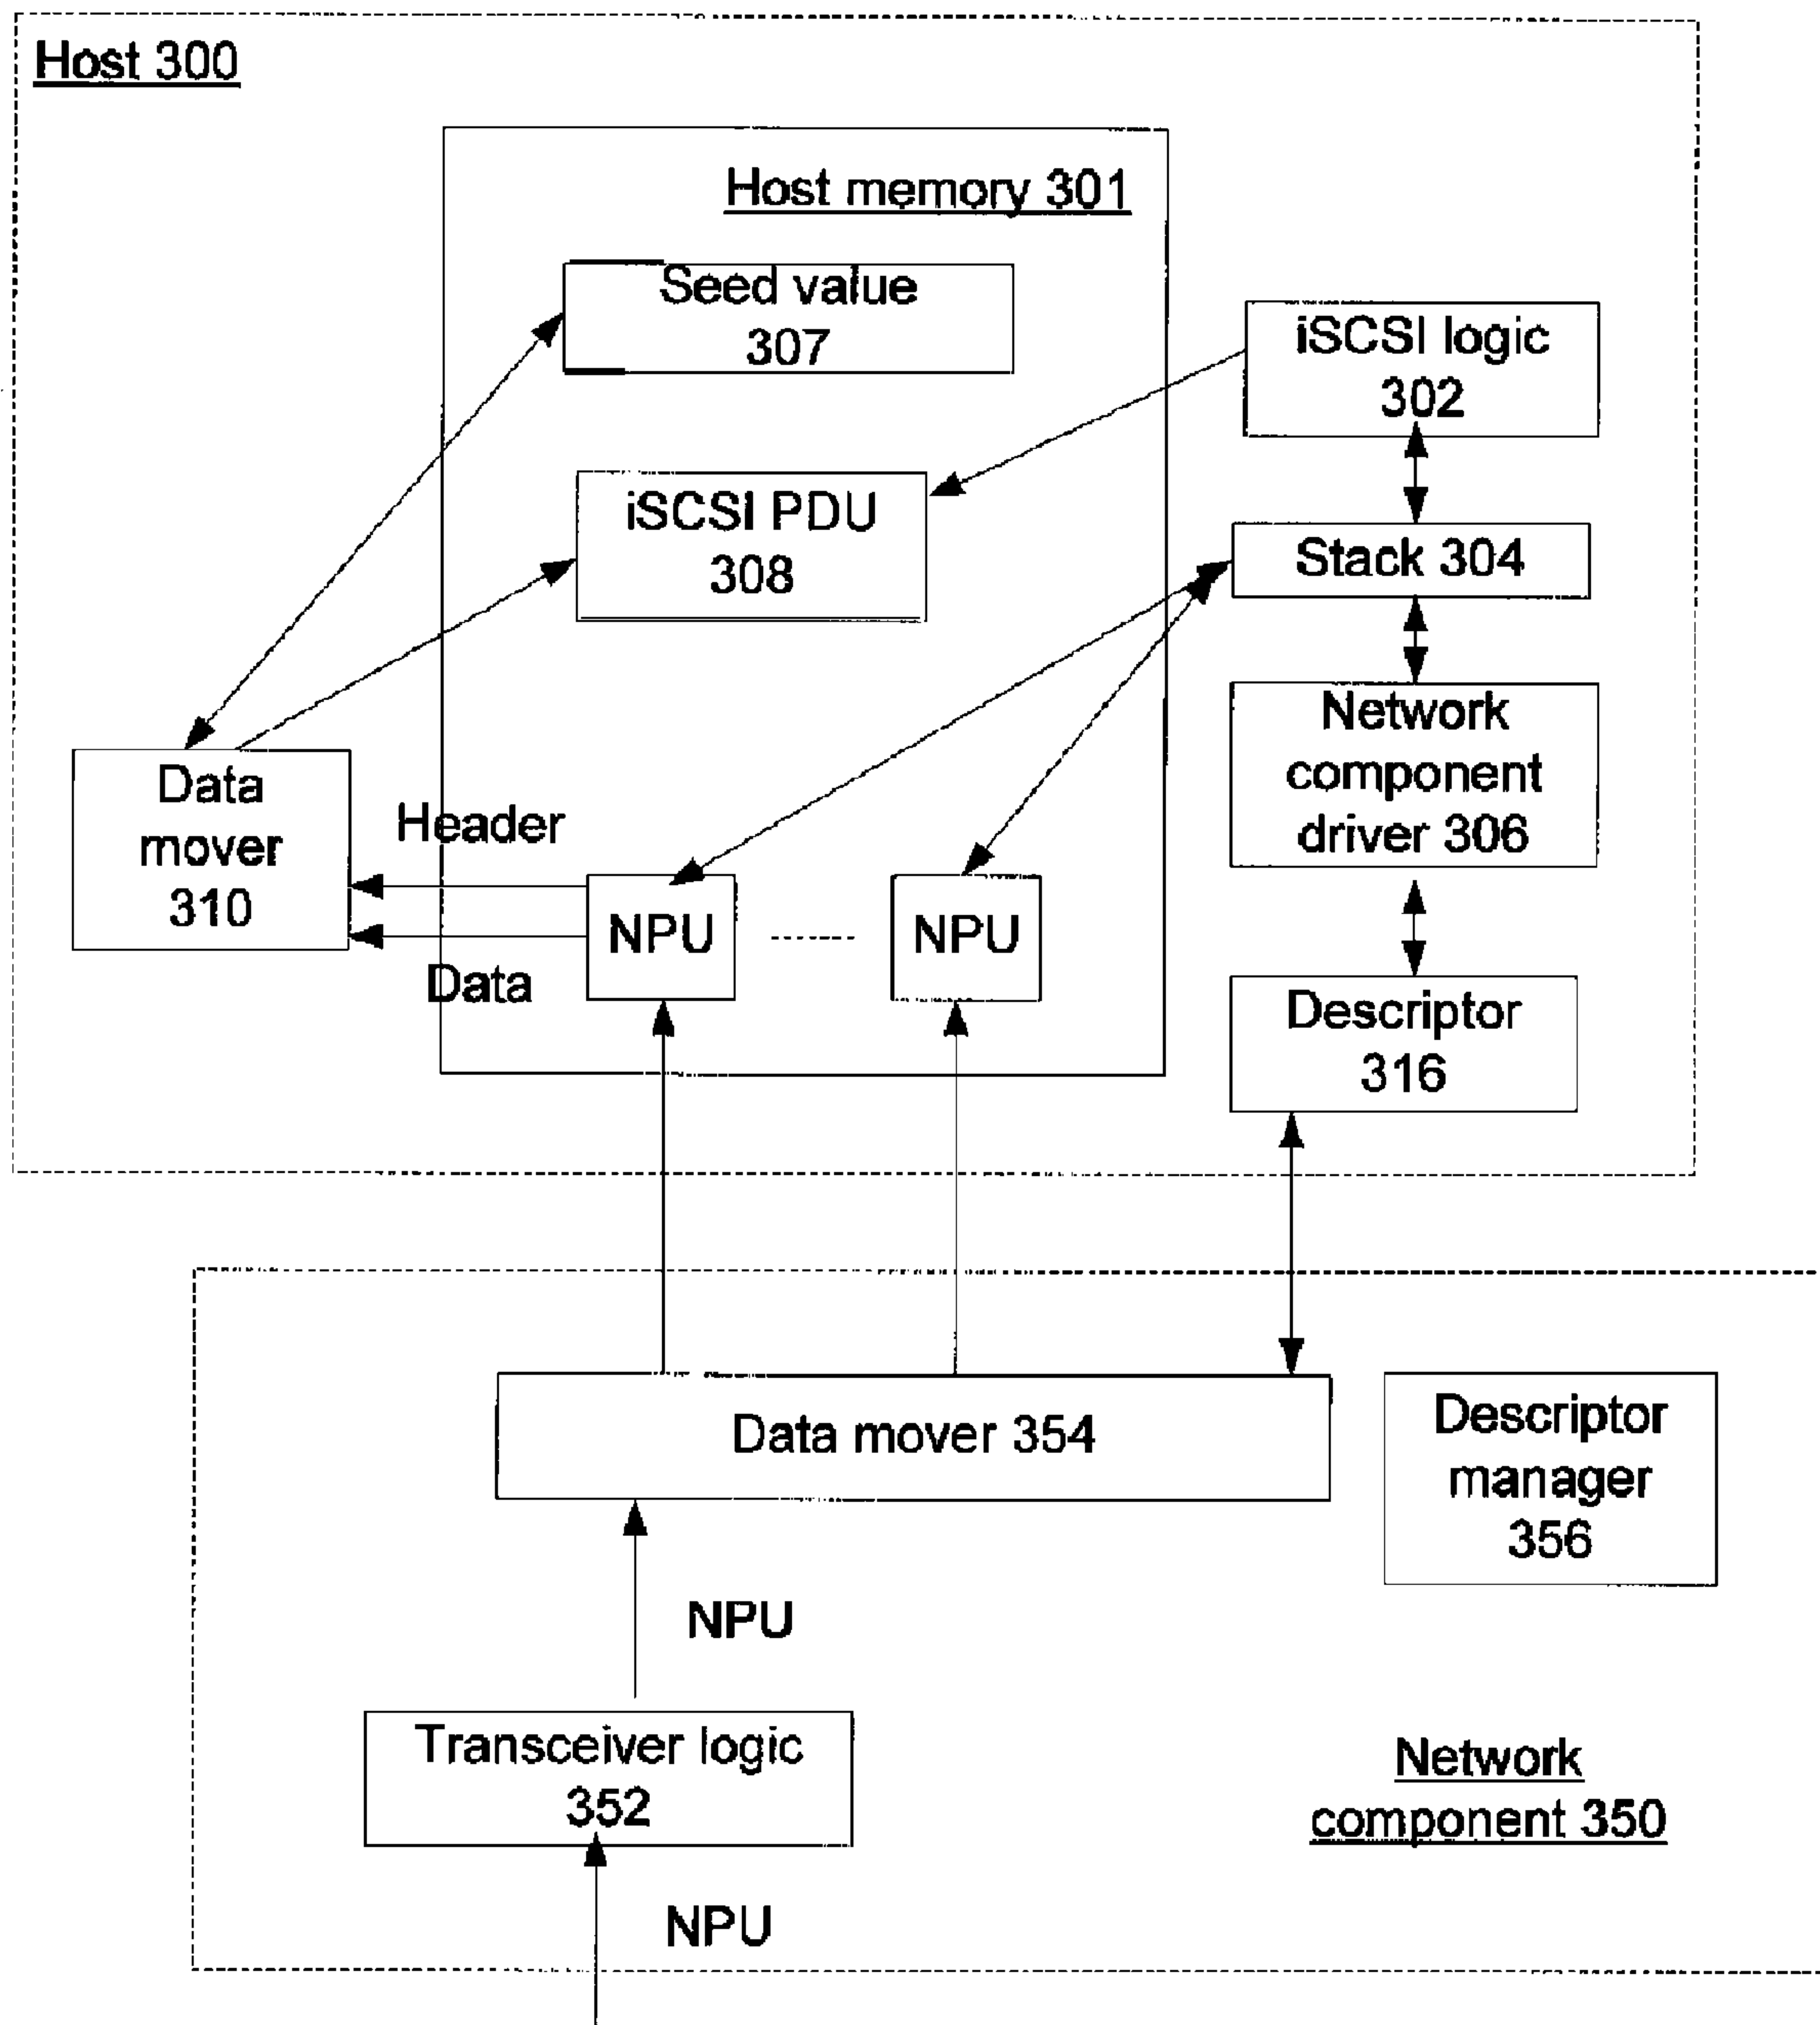 Host 300
Host memory 301
Seed value
307
iSCSI logic
302
iSCSI PDU
308
Stack 304
Network
component
driver 306
Data
mover
310
Header
Data
NPU
NPU
Descriptor
316
Data mover 354
Descriptor
manager
356
NPU
Transceiver logic
352
Network
component 350
NPU